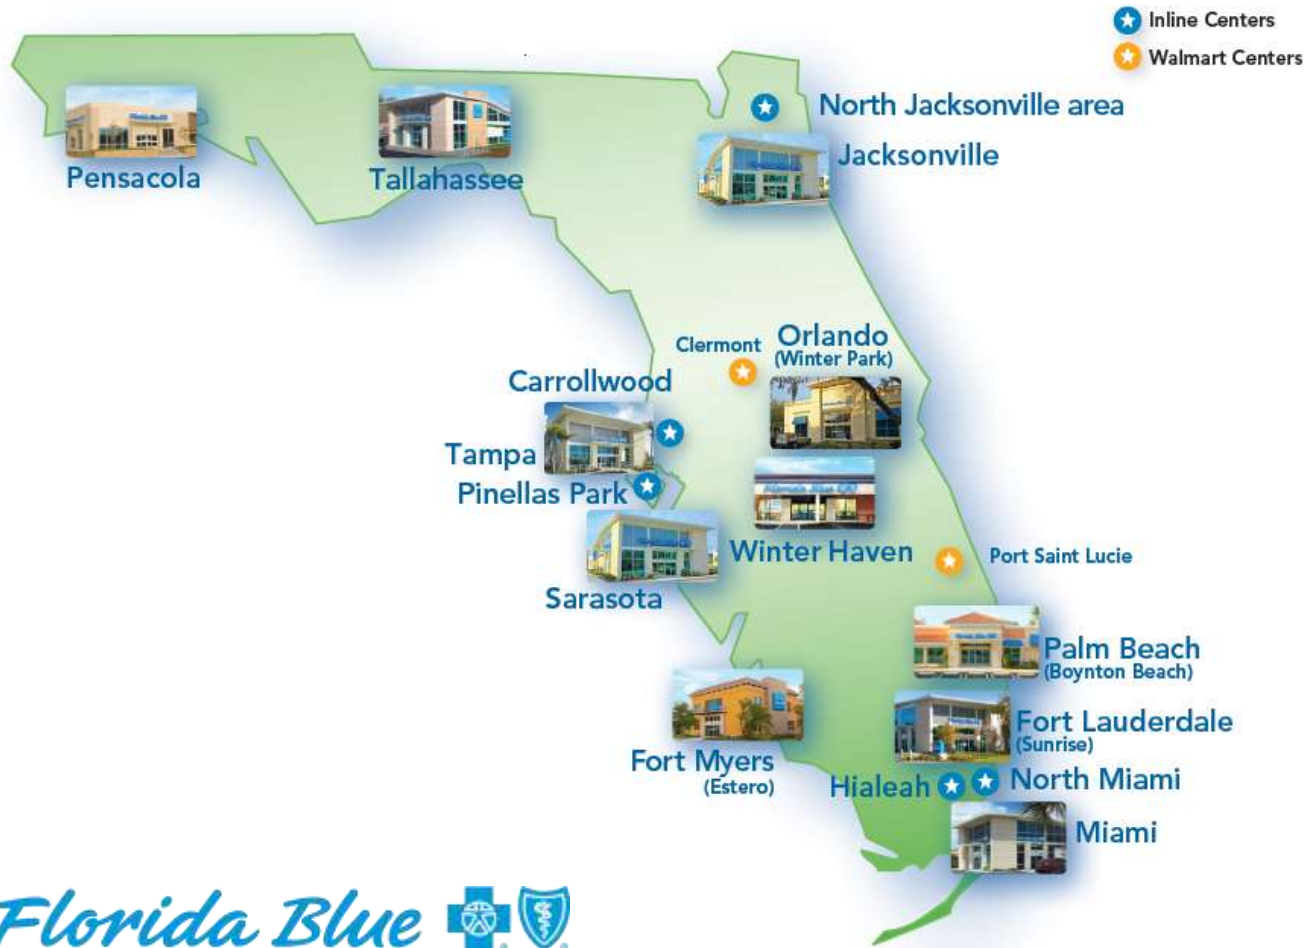 Inline Centers
Walmart Centers
North Jacksonville area
Jacksonville
Pensacola
Tallahassee
Clermont
Orlando
(Winter Park)
Carrollwood
Tampa
Pinellas Park
Winter Haven
Sarasota
Port Saint Lucie
Palm Beach
(Boynton Beach)
Fort Lauderdale
(Sunrise)
Fort Myers
(Estero)
Hialeah
North Miami
Miami
Florida Blue